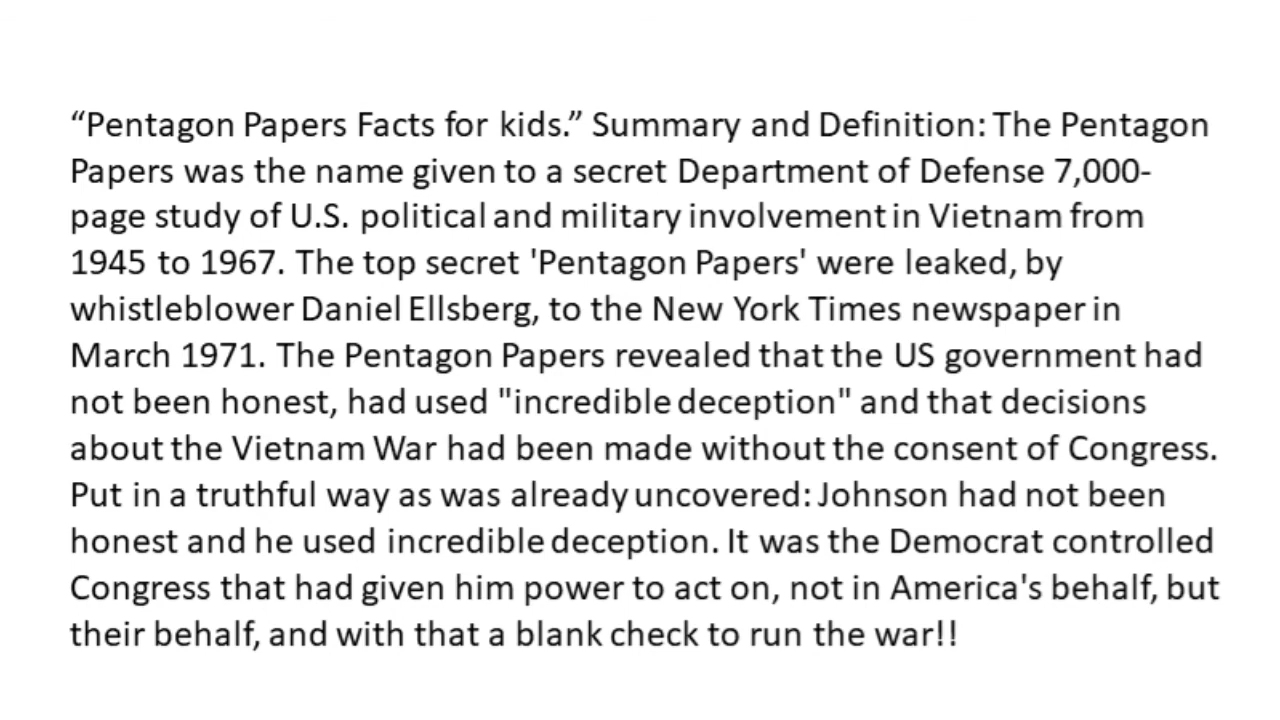 “Pentagon Papers Facts for kids.” Summary and Definition: The Pentagon
Papers was the name given to a secret Department of Defense 7,000-
page study of U.S. political and military involvement in Vietnam from
1945 to 1967. The top secret 'Pentagon Papers' were leaked, by
whistleblower Daniel Ellsberg, to the New York Times newspaper in
March 1971. The Pentagon Papers revealed that the US government had
not been honest, had used "incredible deception" and that decisions
about the Vietnam War had been made without the consent of Congress.
Put in a truthful way as was already uncovered: Johnson had not been
honest and he used incredible deception. It was the Democrat controlled
Congress that had given him power to act on, not in America's behalf, but
their behalf, and with that a blank check to run the war!!